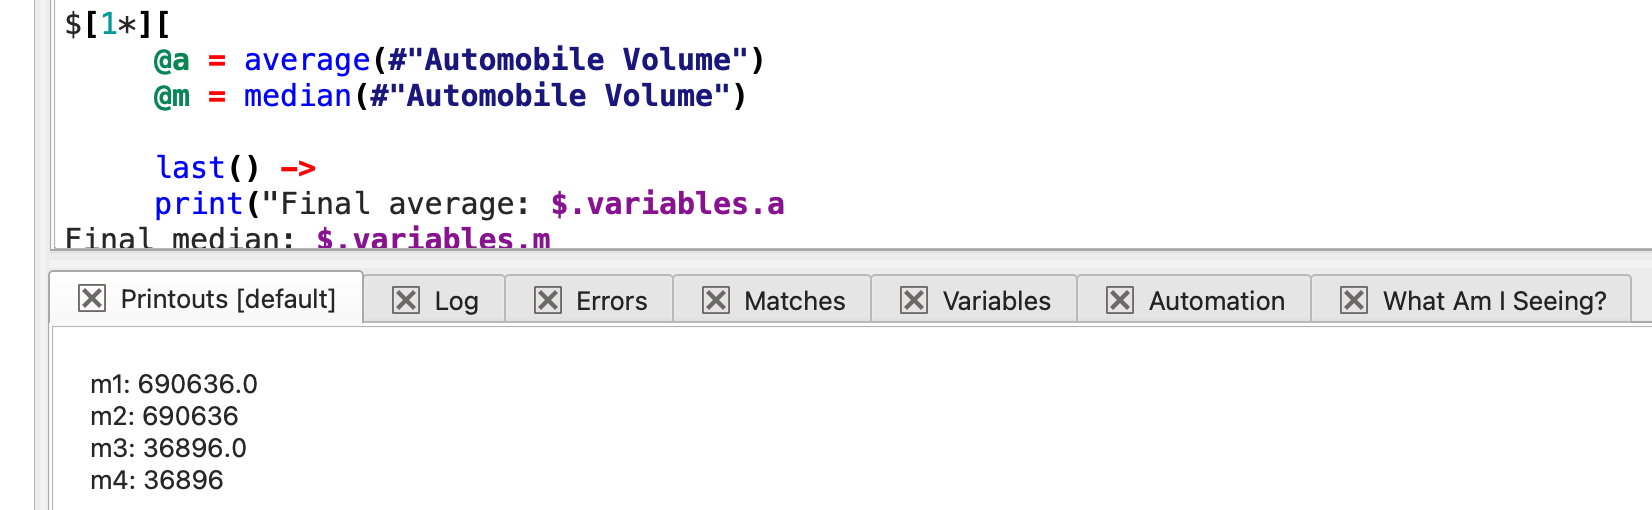 $[1*][
@a = average(#"Automobile Volume")
@m = median(#"Automobile Volume")
last() ->
print("Final average: $.variables.a
Final median: $.variables.m
Printouts [default] Log Errors Matches Variables Automation What Am I Seeing?
m1: 690636.0
m2: 690636
m3: 36896.0
m4: 36896